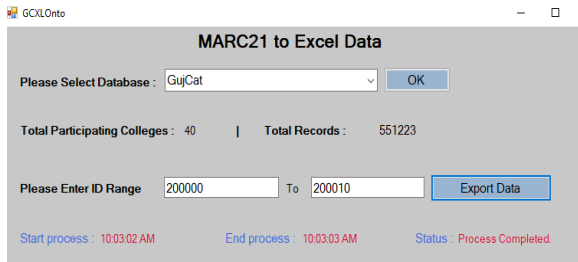 GCXLOnto
MARC21 to Excel Data
Please Select Database : GujCat OK
Total Participating Colleges : 40 | Total Records : 551223
Please Enter ID Range 200000 To 200010 Export Data
Start process : 10:03:02 AM End process : 10:03:03 AM Status : Process Completed.